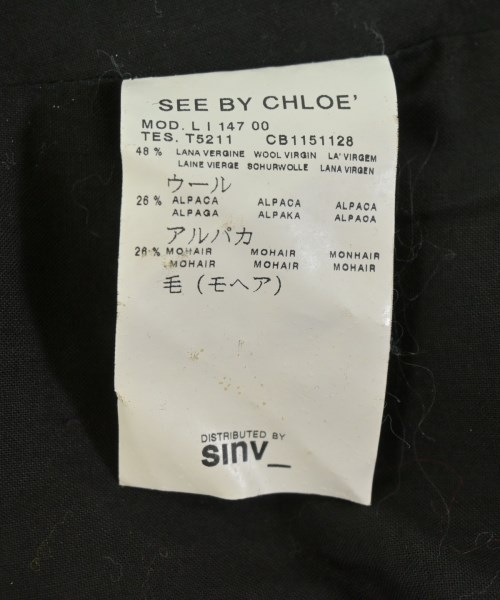 SEE BY CHLOE'
MOD. L I 147 00
TES. T5211 CB1151128
48 % LANA VERGINE WOOL VIRGIN LA'VIRGEM
LAINE VIERGE SCHURWOLLE LANA VIRGEN
ウール
26 % ALPACA ALPACA ALPACA
ALPAGA ALPAKA ALPACA
アルパカ
26 % MOHAIR MOHAIR MONHAIR
MOHAIR MOHAIR MOHAIR
毛 (モヘア)
DISTRIBUTED BY
sinv_